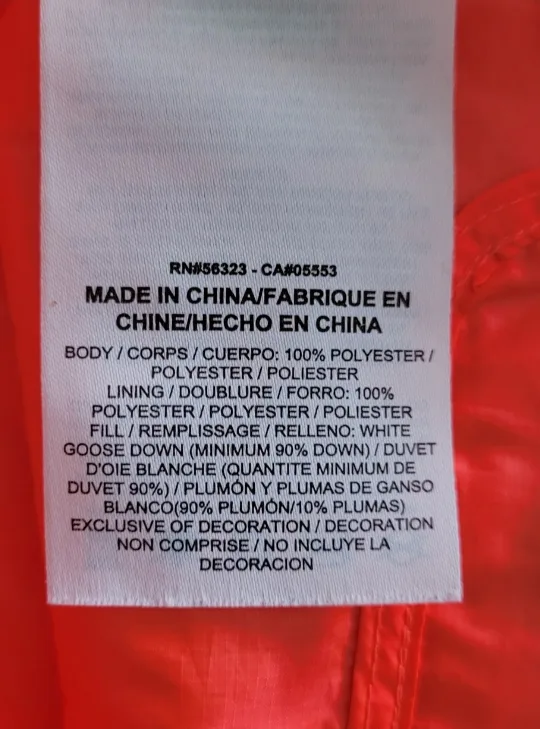 RN#56323 - CA#05553
MADE IN CHINA/FABRIQUE EN
CHINE/HECHO EN CHINA
BODY / CORPS / CUERPO: 100% POLYESTER /
POLYESTER / POLIESTER
LINING / DOUBLURE / FORRO: 100%
POLYESTER / POLYESTER / POLIESTER
FILL / REMPLISSAGE / RELLENO: WHITE
GOOSE DOWN (MINIMUM 90% DOWN) / DUVET
D'OIE BLANCHE (QUANTITE MINIMUM DE
DUVET 90%) / PLUMÓN Y PLUMAS DE GANSO
BLANCO(90% PLUMÓN/10% PLUMAS)
EXCLUSIVE OF DECORATION / DECORATION
NON COMPRISE / NO INCLUYE LA
DECORACION